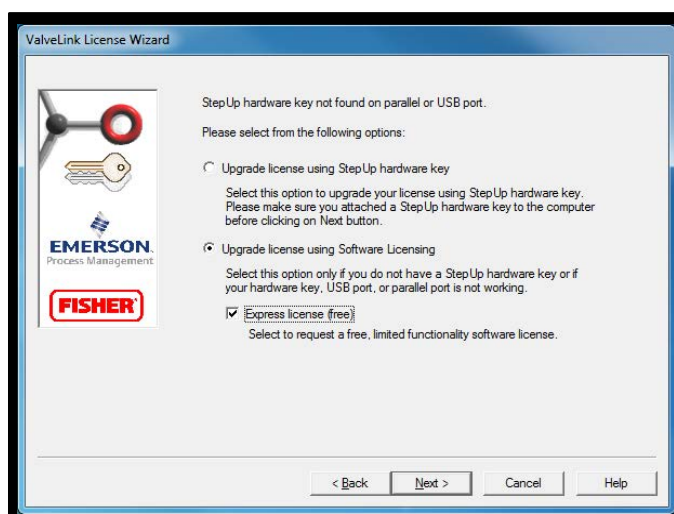 ValveLink License Wizard
StepUp hardware key not found on parallel or USB port.
Please select from the following options:
Upgrade license using StepUp hardware key
Select this option to upgrade your license using StepUp hardware key.
Please make sure you attached a StepUp hardware key to the computer
before clicking on Next button.
EMERSON.
Process Management
Upgrade license using Software Licensing
Select this option only if you do not have a StepUp hardware key or if
your hardware key, USB port, or parallel port is not working.
FISHER
Express license (free)
Select to request a free, limited functionality software license.
< Back
Next >
Cancel
Help